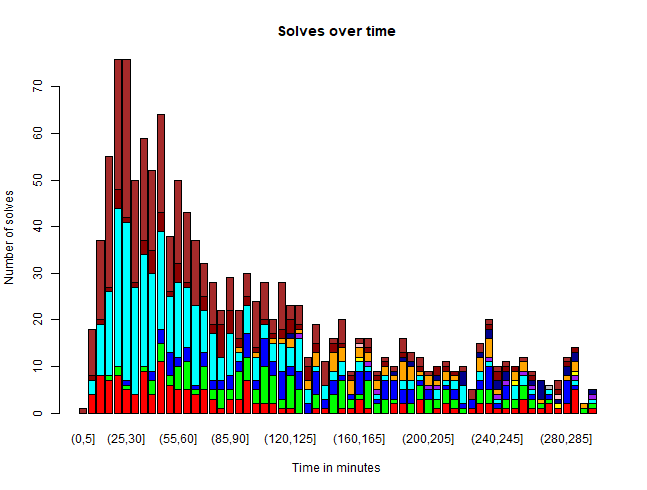 Solves over time
Number of solves
70
60
50
40
30
20
10
0
(0,5] (25,30] (55,60] (85,90] (120,125] (160,165] (200,205] (240,245] (280,285]
Time in minutes